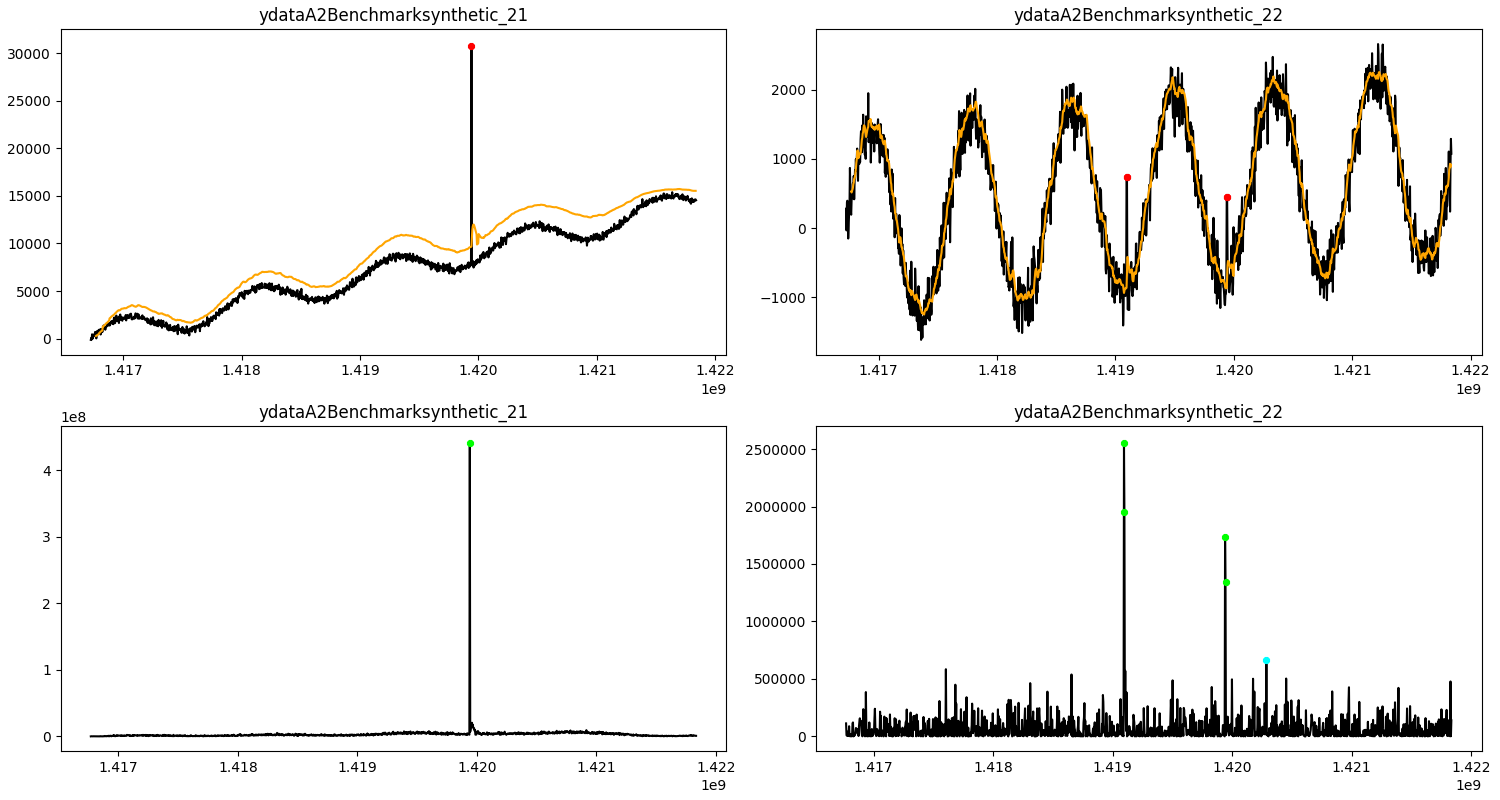 ydataA2Benchmarksynthetic_21
30000
25000
20000
15000
10000
5000
0
1.417 1.418 1.419 1.420 1.421 1.422
1e9
ydataA2Benchmarksynthetic_22
2000
1000
0
−1000
1.417 1.418 1.419 1.420 1.421 1.422
1e9
ydataA2Benchmarksynthetic_21
1e8
4
3
2
1
0
1.417 1.418 1.419 1.420 1.421 1.422
1e9
ydataA2Benchmarksynthetic_22
2500000
2000000
1500000
1000000
500000
0
1.417 1.418 1.419 1.420 1.421 1.422
1e9